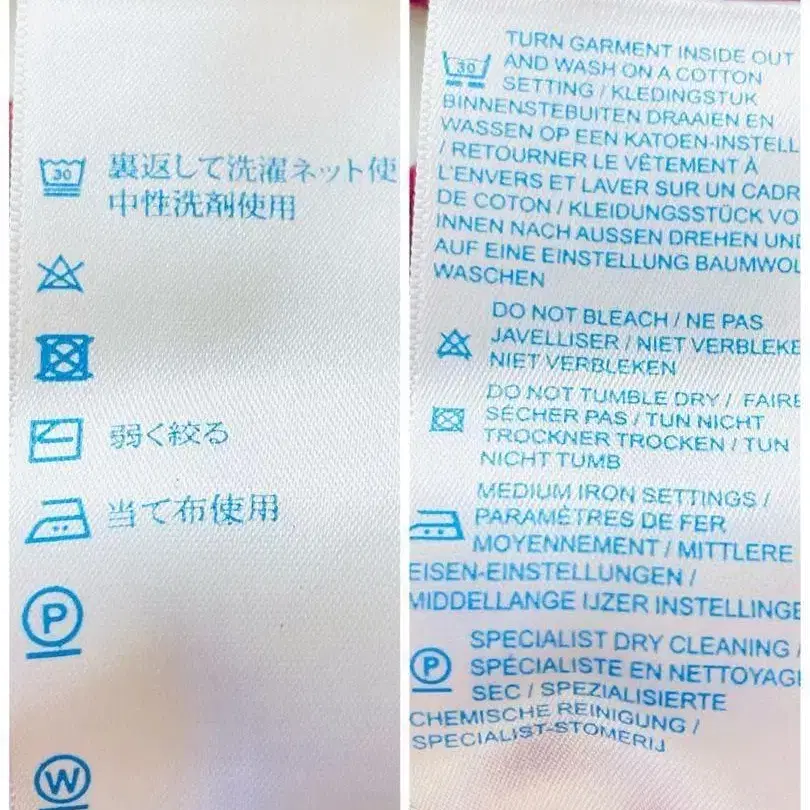 30
裏返して洗濯ネット使
中性洗剤使用
弱く絞る
当て布使用
P
W
30
TURN GARMENT INSIDE OUT
AND WASH ON A COTTON
SETTING / KLEDINGSTUK
BINNENSTEBUITEN DRAAIEN EN
WASSEN OP EEN KATOEN-INSTELL
/ RETOURNER LE VÊTEMENT À
L'ENVERS ET LAVER SUR UN CADR
DE COTON / KLEIDUNGSSTÜCK VO
INNEN NACH AUSSEN DREHEN UND
AUF EINE EINSTELLUNG BAUMWOL
WASCHEN
DO NOT BLEACH / NE PAS
JAVELLISER / NIET VERBLEKE
NIET VERBLEKEN
DO NOT TUMBLE DRY / FAIRE
SÉCHER PAS / TUN NICHT
TROCKNER TROCKEN / TUN
NICHT TUMB
MEDIUM IRON SETTINGS /
PARAMÈTRES DE FER
MOYENNEMENT / MITTLERE
EISEN-EINSTELLUNGEN /
MIDDELLANGE IJZER INSTELLINGE
P
SPECIALIST DRY CLEANING /
SPÉCIALISTE EN NETTOYAG
SEC / SPEZIALISIERTE
CHEMISCHE REINIGUNG /
SPECIALIST-STOMERIJ